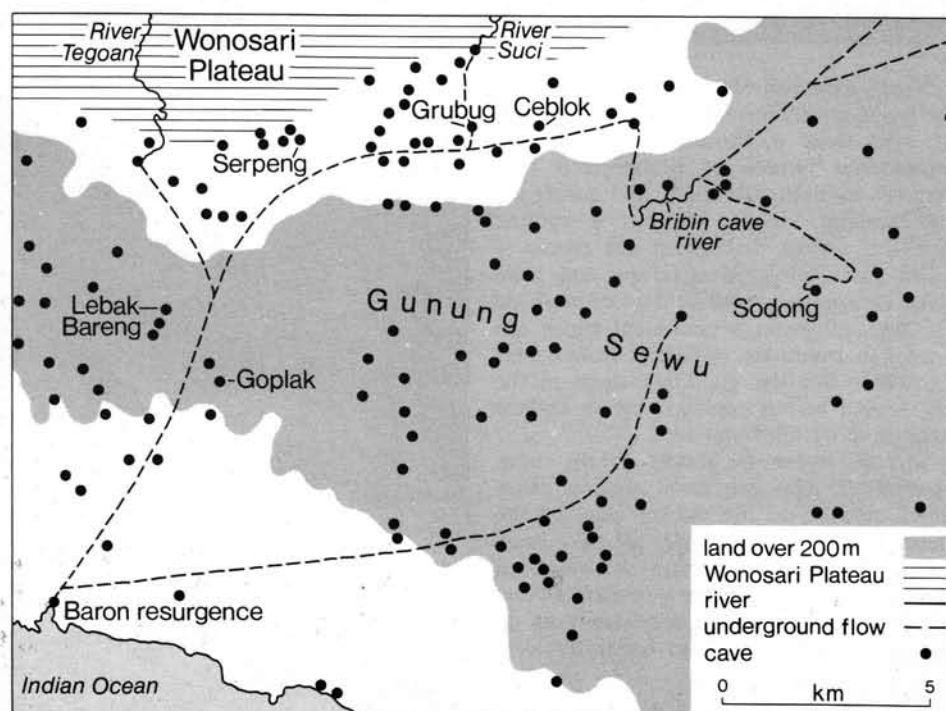 River
Tegoan
Wonosari
Plateau
River
Suci
Grubug
Ceblok
Serpeng
Bribin cave
river
Lebak–
Bareng
Gunung
Sewu
Sodong
Goplak
Baron resurgence
Indian Ocean
land over 200m
Wonosari Plateau
river
underground flow
cave
0 5
km